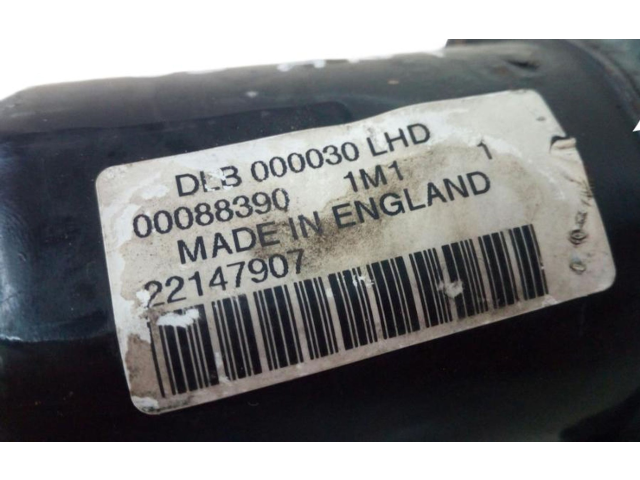 DLB 000030 LHD
00088390 1M1 1
MADE IN ENGLAND
22147907